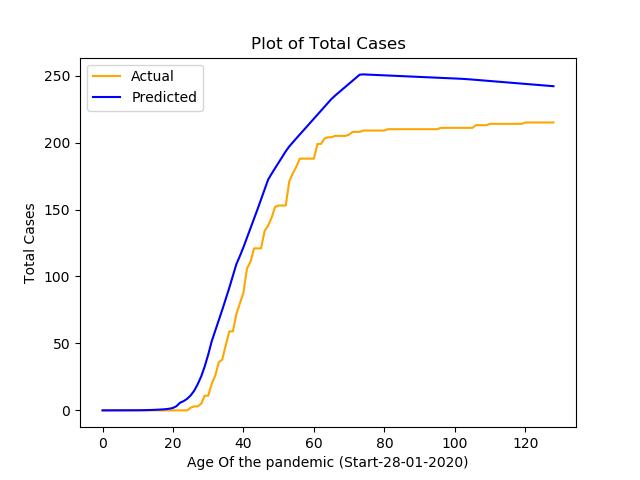 Plot of Total Cases
Actual
Predicted
250
200
150
100
50
0
Total Cases
0 20 40 60 80 100 120
Age Of the pandemic (Start-28-01-2020)